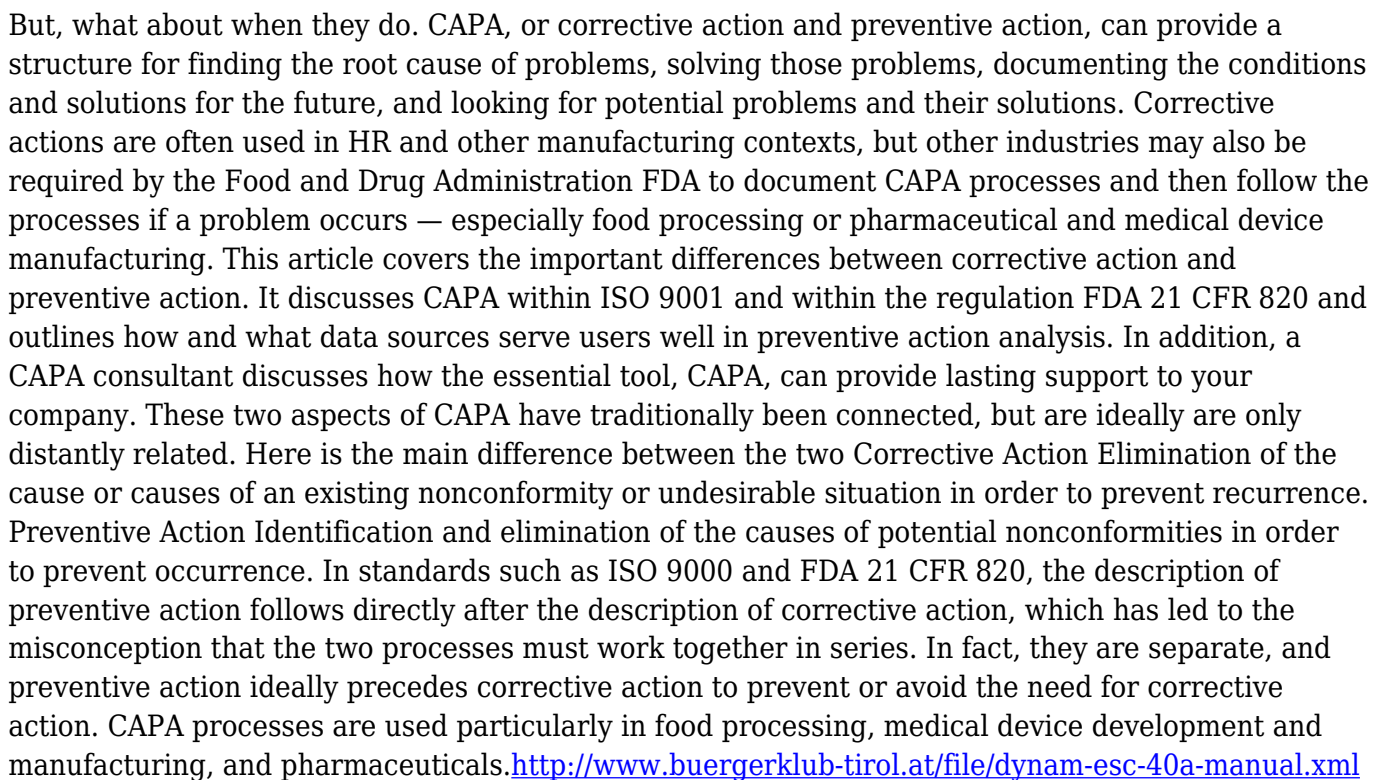 But, what about when they do. CAPA, or corrective action and preventive action, can provide a
structure for finding the root cause of problems, solving those problems, documenting the conditions
and solutions for the future, and looking for potential problems and their solutions. Corrective
actions are often used in HR and other manufacturing contexts, but other industries may also be
required by the Food and Drug Administration FDA to document CAPA processes and then follow the
processes if a problem occurs — especially food processing or pharmaceutical and medical device
manufacturing. This article covers the important differences between corrective action and
preventive action. It discusses CAPA within ISO 9001 and within the regulation FDA 21 CFR 820 and
outlines how and what data sources serve users well in preventive action analysis. In addition, a
CAPA consultant discusses how the essential tool, CAPA, can provide lasting support to your
company. These two aspects of CAPA have traditionally been connected, but are ideally are only
distantly related. Here is the main difference between the two Corrective Action Elimination of the
cause or causes of an existing nonconformity or undesirable situation in order to prevent recurrence.
Preventive Action Identification and elimination of the causes of potential nonconformities in order
to prevent occurrence. In standards such as ISO 9000 and FDA 21 CFR 820, the description of
preventive action follows directly after the description of corrective action, which has led to the
misconception that the two processes must work together in series. In fact, they are separate, and
preventive action ideally precedes corrective action to prevent or avoid the need for corrective
action. CAPA processes are used particularly in food processing, medical device development and
manufacturing, and pharmaceuticals.http://www.buergerklub-tirol.at/file/dynam-esc-40a-manual.xml